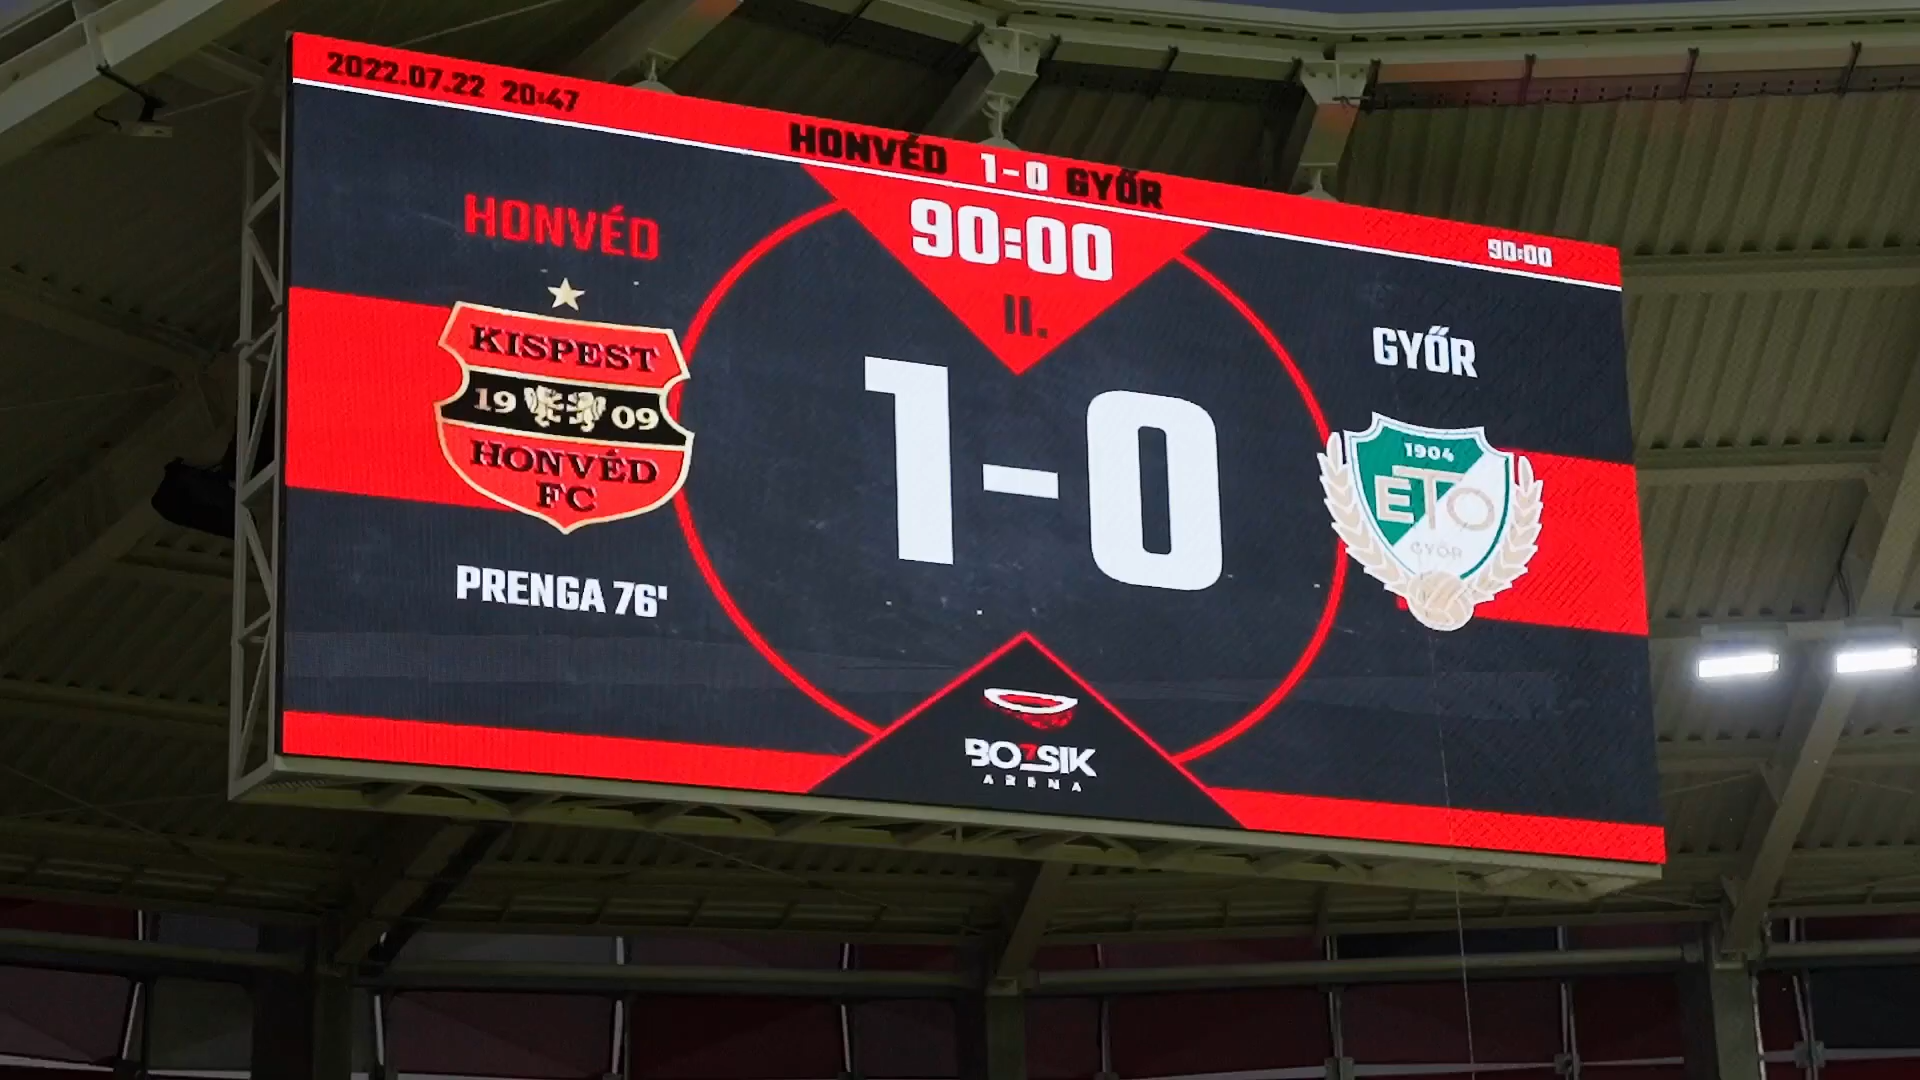 2022.07.22 20:47
HONVÉD 1-0 GYŐR
90:00
90:00
II.
HONVÉD
KISPEST
19 09
HONVÉD
FC
PRENGA 76'
1-0
GYŐR
1904
ETO
GYŐR
BOZSIK
ARENA